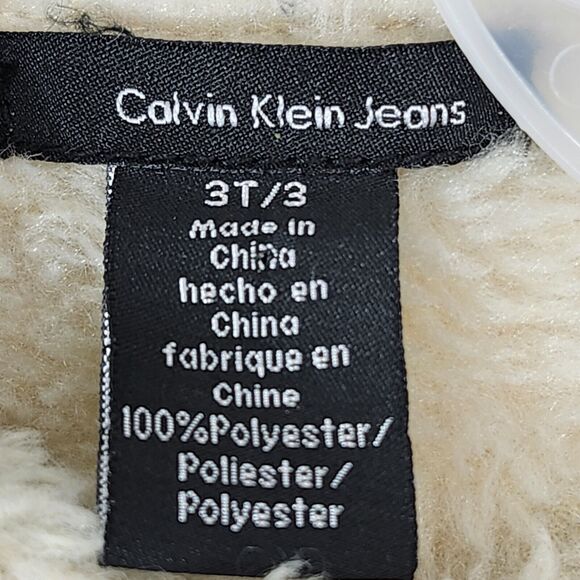 Calvin Klein Jeans
3T/3
Made in
China
hecho en
China
fabrique en
Chine
100%Polyester/
Poliester/
Polyester